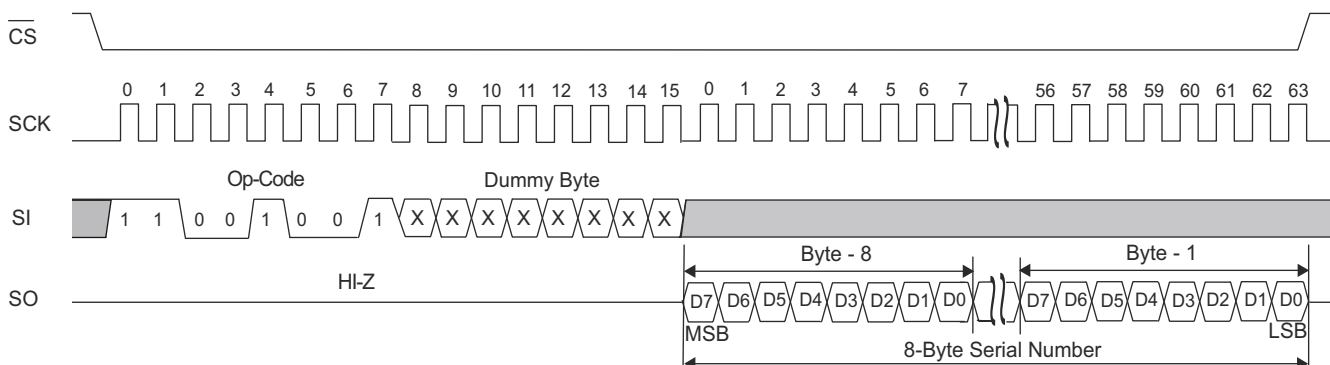 CS
0 1 2 3 4 5 6 7 8 9 10 11 12 13 14 15 0 1 2 3 4 5 6 7 56 57 58 59 60 61 62 63
SCK
Op-Code Dummy Byte
SI 1 1 0 0 1 0 0 1 X X X X X X X X
Byte - 8 Byte - 1
HI-Z
SO D7 D6 D5 D4 D3 D2 D1 D0 D7 D6 D5 D4 D3 D2 D1 D0
MSB LSB
8-Byte Serial Number